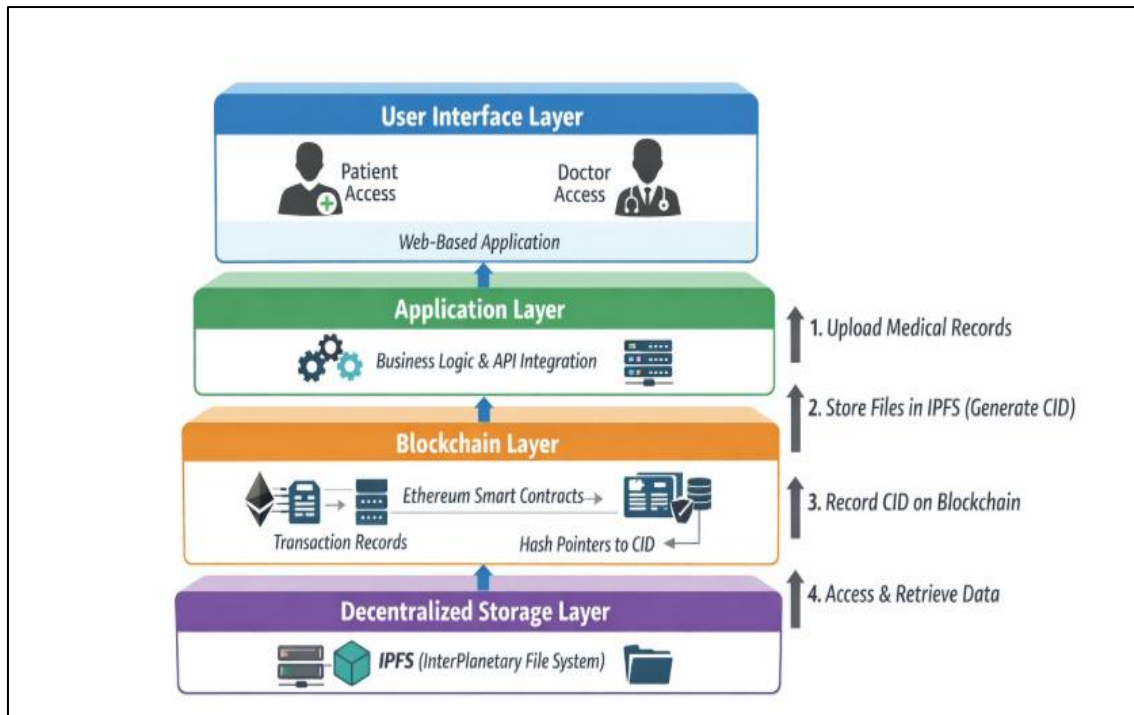 User Interface Layer
Patient
Access
Doctor
Access
Web-Based Application
Application Layer
Business Logic & API Integration
1. Upload Medical Records
2. Store Files in IPFS (Generate CID)
Blockchain Layer
Ethereum Smart Contracts
Transaction Records
Hash Pointers to CID
3. Record CID on Blockchain
4. Access & Retrieve Data
Decentralized Storage Layer
IPFS (InterPlanetary File System)